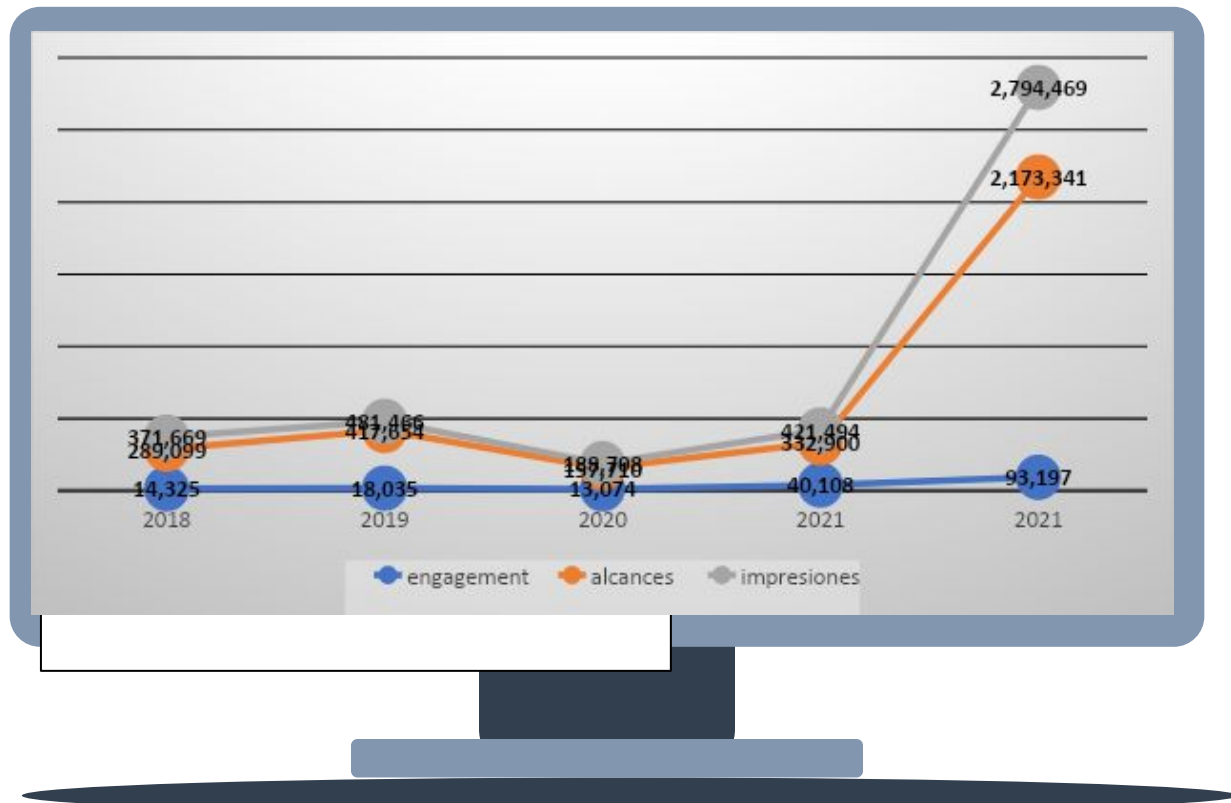 2,794,469
2,173,341
481,466
417,654
371,669
289,099
421,494
332,900
14,325 18,035 13,074 40,108 93,197
2018 2019 2020 2021 2021
engagement alcances impresiones